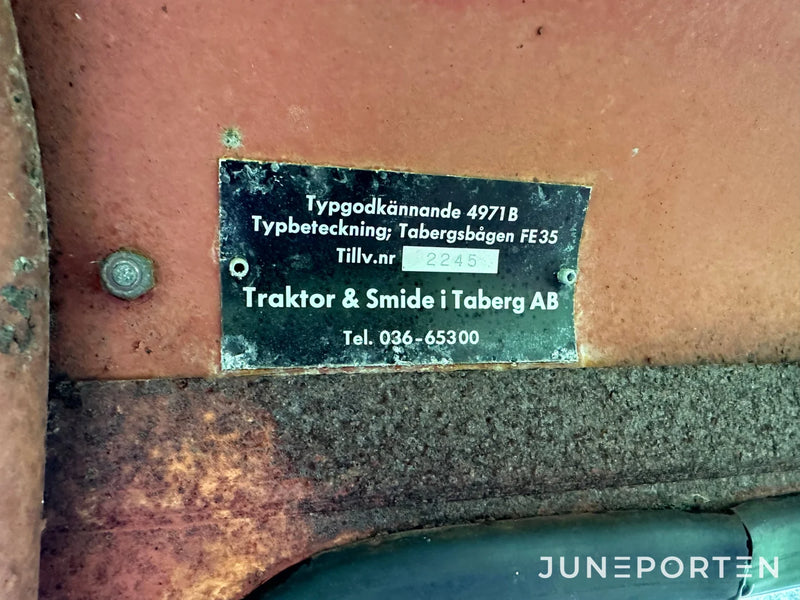 Typgodkännande 4971B
Typbeteckning; Tabergsbågen FE35
Tillv.nr 2245
Traktor & Smide i Taberg AB
Tel. 036-65300
JUNEPORTEN